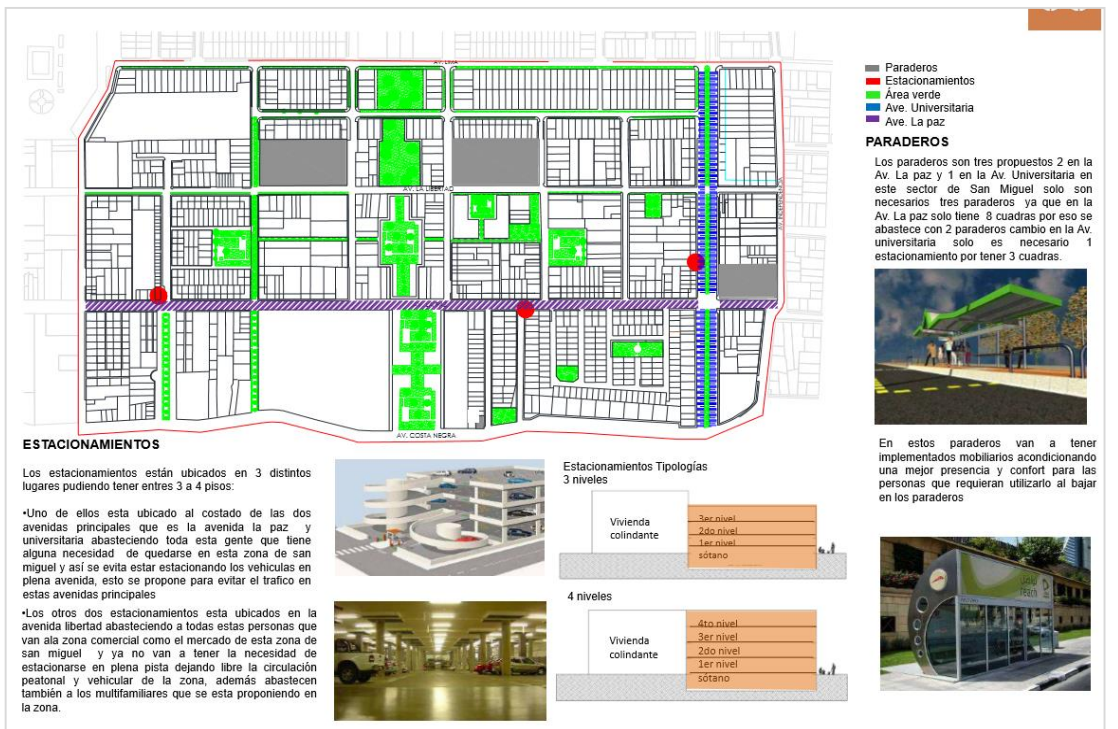 AV. LIMA
AV. LA LIBERTAD
AV. COSTA NEGRA
Paraderos
Estacionamientos
Área verde
Ave. Universitaria
Ave. La paz
PARADEROS
Los paraderos son tres propuestos 2 en la
Av. La paz y 1 en la Av. Universitaria en
este sector de San Miguel solo son
necesarios tres paraderos ya que en la
Av. La paz solo tiene 8 cuadras por eso se
abastece con 2 paraderos cambio en la Av.
universitaria solo es necesario 1
estacionamiento por tener 3 cuadras.
En estos paraderos van a tener
implementados mobiliarios acondicionando
una mejor presencia y confort para las
personas que requieran utilizarlo al bajar
en los paraderos
ESTACIONAMIENTOS
Los estacionamientos están ubicados en 3 distintos
lugares pudiendo tener entres 3 a 4 pisos:
•Uno de ellos esta ubicado al costado de las dos
avenidas principales que es la avenida la paz y
universitaria abasteciendo toda esta gente que tiene
alguna necesidad de quedarse en esta zona de san
miguel y así se evita estar estacionando los vehiculas en
plena avenida, esto se propone para evitar el trafico en
estas avenidas principales
•Los otros dos estacionamientos esta ubicados en la
avenida libertad abasteciendo a todas estas personas que
van ala zona comercial como el mercado de esta zona de
san miguel y ya no van a tener la necesidad de
estacionarse en plena pista dejando libre la circulación
peatonal y vehicular de la zona, además abastecen
también a los multifamiliares que se esta proponiendo en
la zona.
Estacionamientos Tipologías
3 niveles
Vivienda
colindante
3er nivel
2do nivel
1er nivel
sótano
4 niveles
Vivienda
colindante
4to nivel
3er nivel
2do nivel
1er nivel
sótano